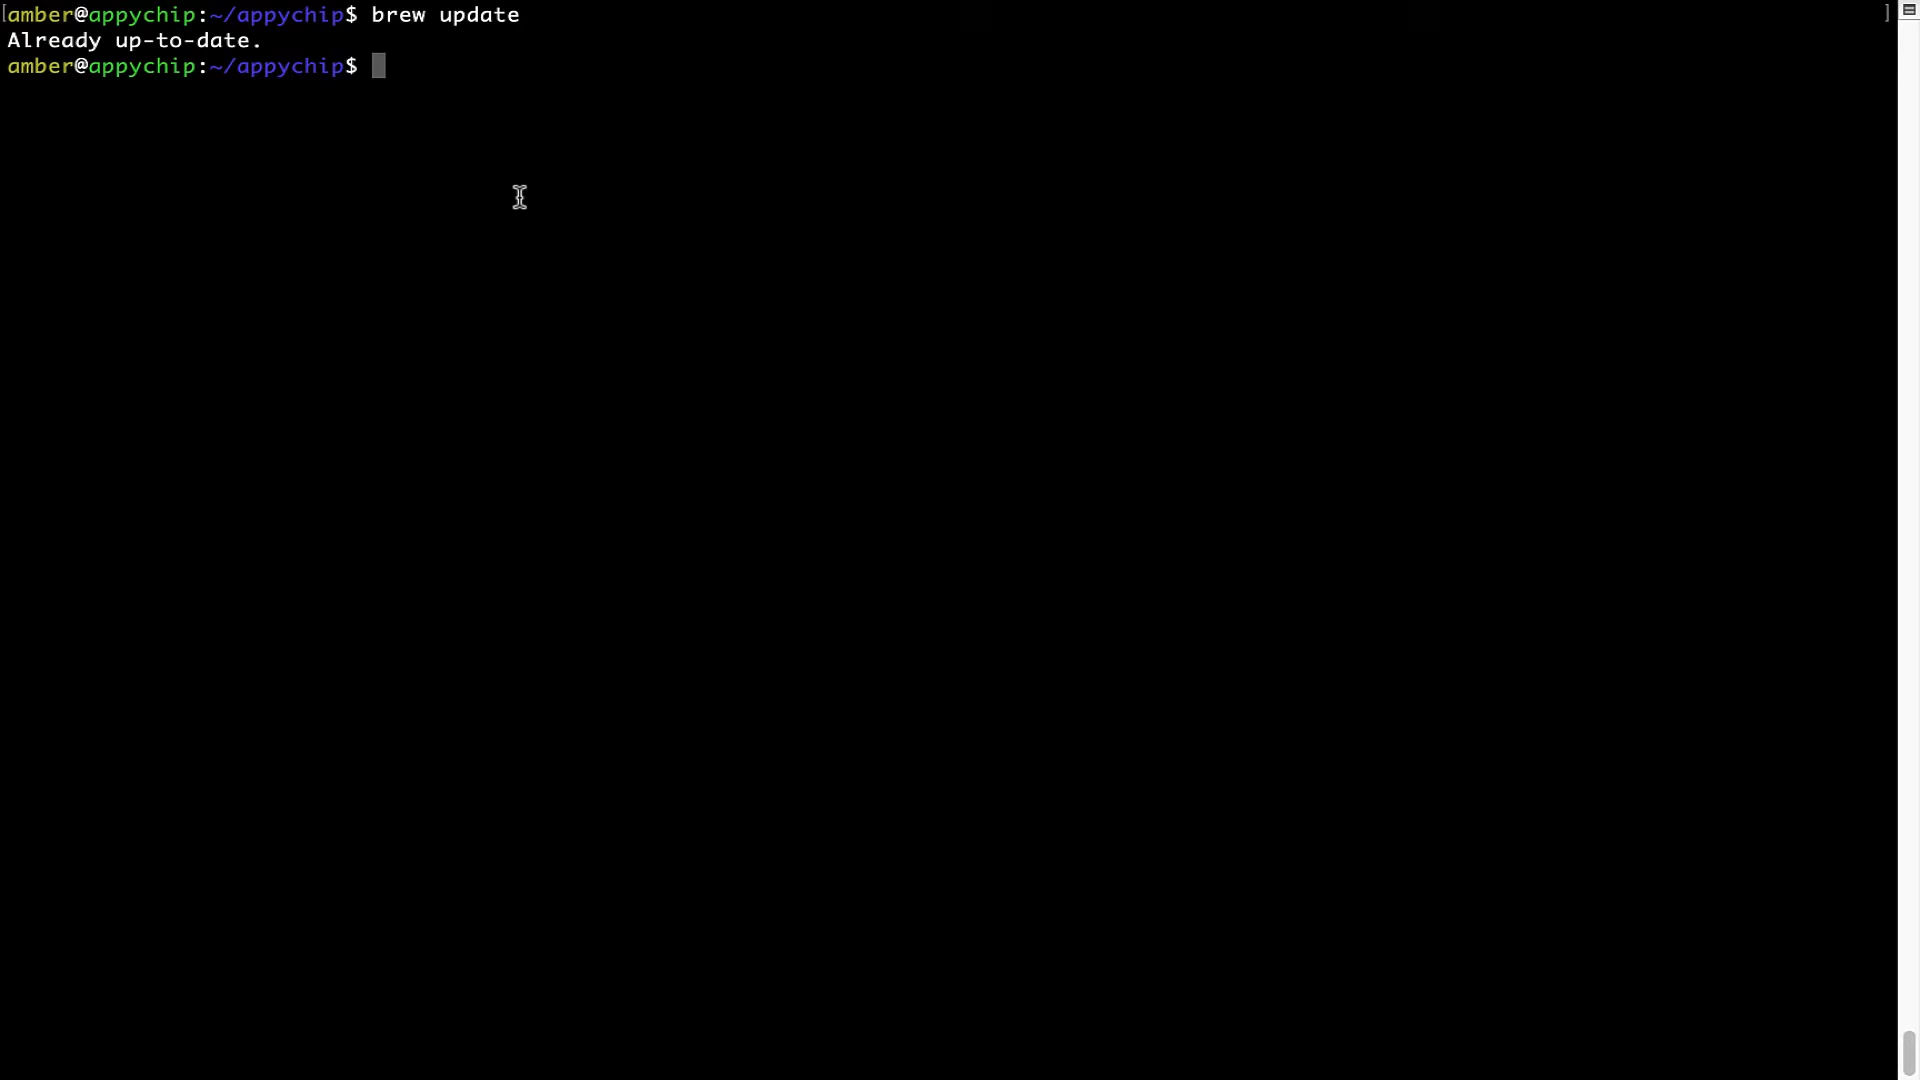 [amber@appychip:~/appychip$ brew update ]
Already up-to-date.
amber@appychip:~/appychip$